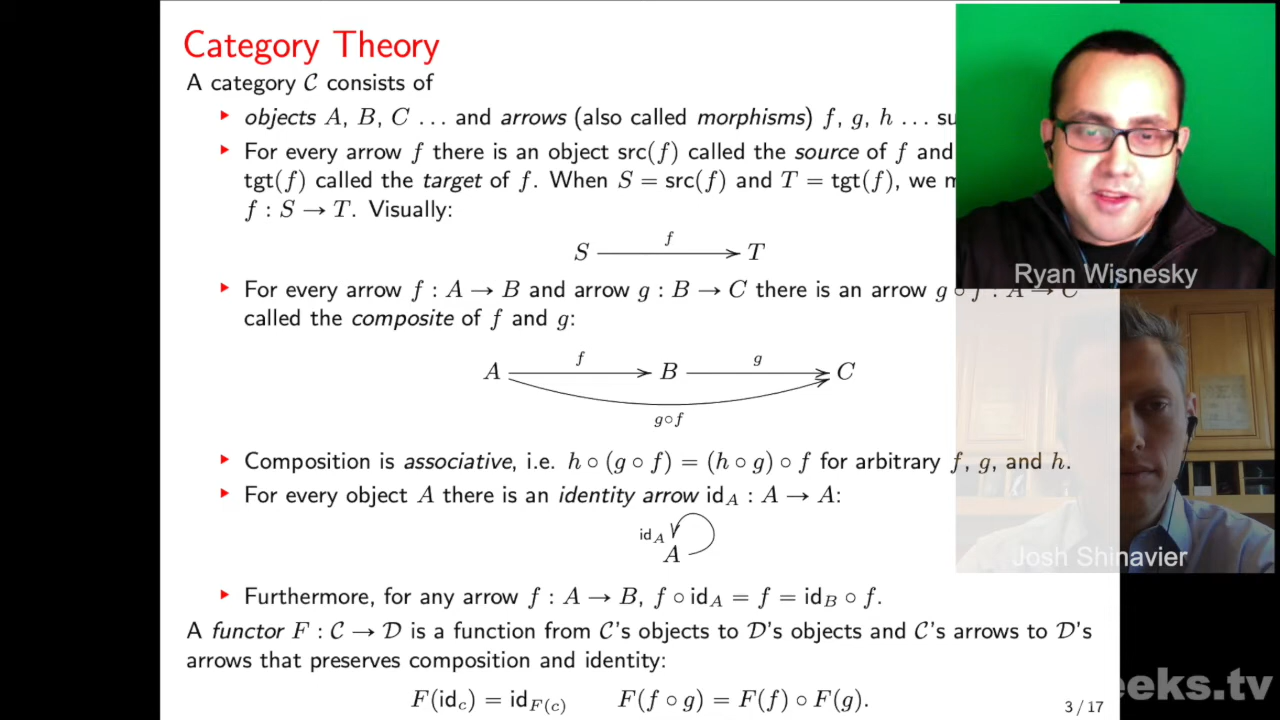 Category Theory
A category C consists of
▸ objects A, B, C . . . and arrows (also called morphisms) f, g, h . . .
▸ For every arrow f there is an object src(f) called the source of f and
tgt(f) called the target of f. When S = src(f) and T = tgt(f), we
f : S → T. Visually:
S f T
▸ For every arrow f : A → B and arrow g : B → C there is an arrow g ∘ f : A → C
called the composite of f and g:
A f B g C
g∘f
▸ Composition is associative, i.e. h ∘ (g ∘ f) = (h ∘ g) ∘ f for arbitrary f, g, and h.
▸ For every object A there is an identity arrow id_A : A → A:
id_A
A
▸ Furthermore, for any arrow f : A → B, f ∘ id_A = f = id_B ∘ f.
A functor F : C → D is a function from C's objects to D's objects and C's arrows to D's
arrows that preserves composition and identity:
F(id_c) = id_F(c) F(f ∘ g) = F(f) ∘ F(g).
3 / 17
Ryan Wisnesky
Josh Shinavier
eeks.tv